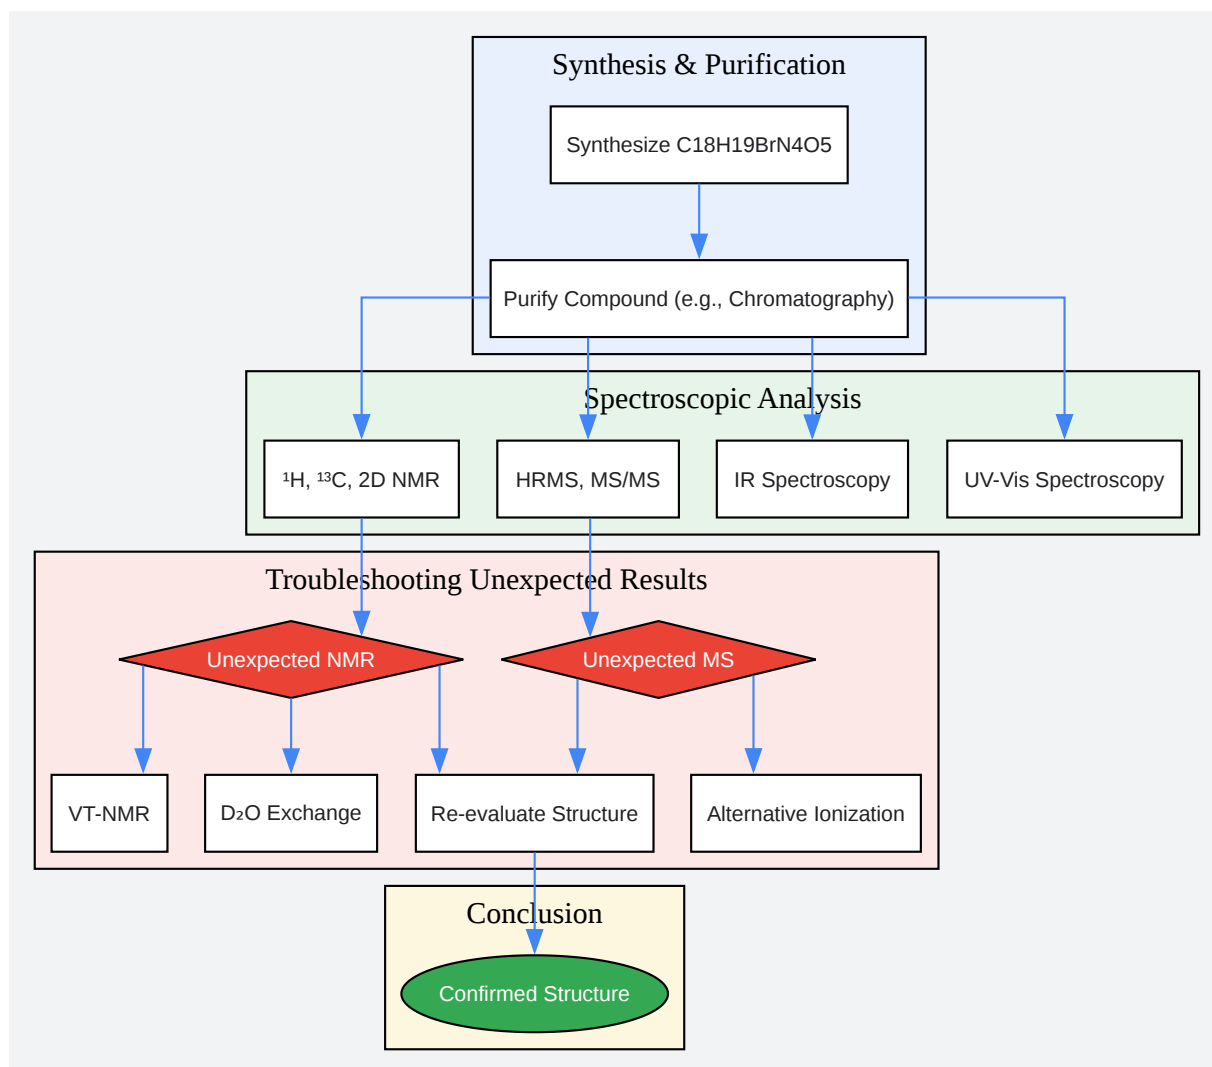 Synthesis & Purification
Synthesize C18H19BrN4O5
Purify Compound (e.g., Chromatography)
Spectroscopic Analysis
¹H, ¹³C, 2D NMR
HRMS, MS/MS
IR Spectroscopy
UV-Vis Spectroscopy
Troubleshooting Unexpected Results
Unexpected NMR
Unexpected MS
VT-NMR
D₂O Exchange
Re-evaluate Structure
Alternative Ionization
Conclusion
Confirmed Structure